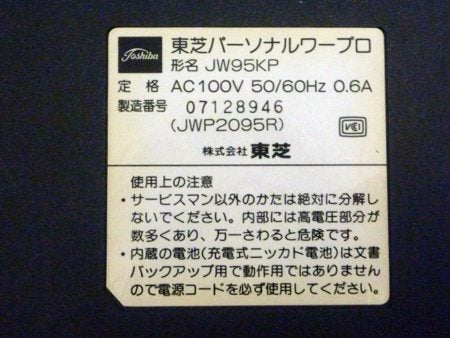 Toshiba
東芝パーソナルワープロ
形名 JW95KP
定格 AC100V 50/60Hz 0.6A
製造番号 07128946
(JWP2095R)
VCI
株式会社 東芝
使用上の注意
・サービスマン以外のかたは絶対に分解し
ないでください。内部には高電圧部分が
数多くあり、万一さわると危険です。
・内蔵の電池(充電式ニッカド電池)は文書
バックアップ用で動作用ではありません
ので電源コードを必ず使用してください。